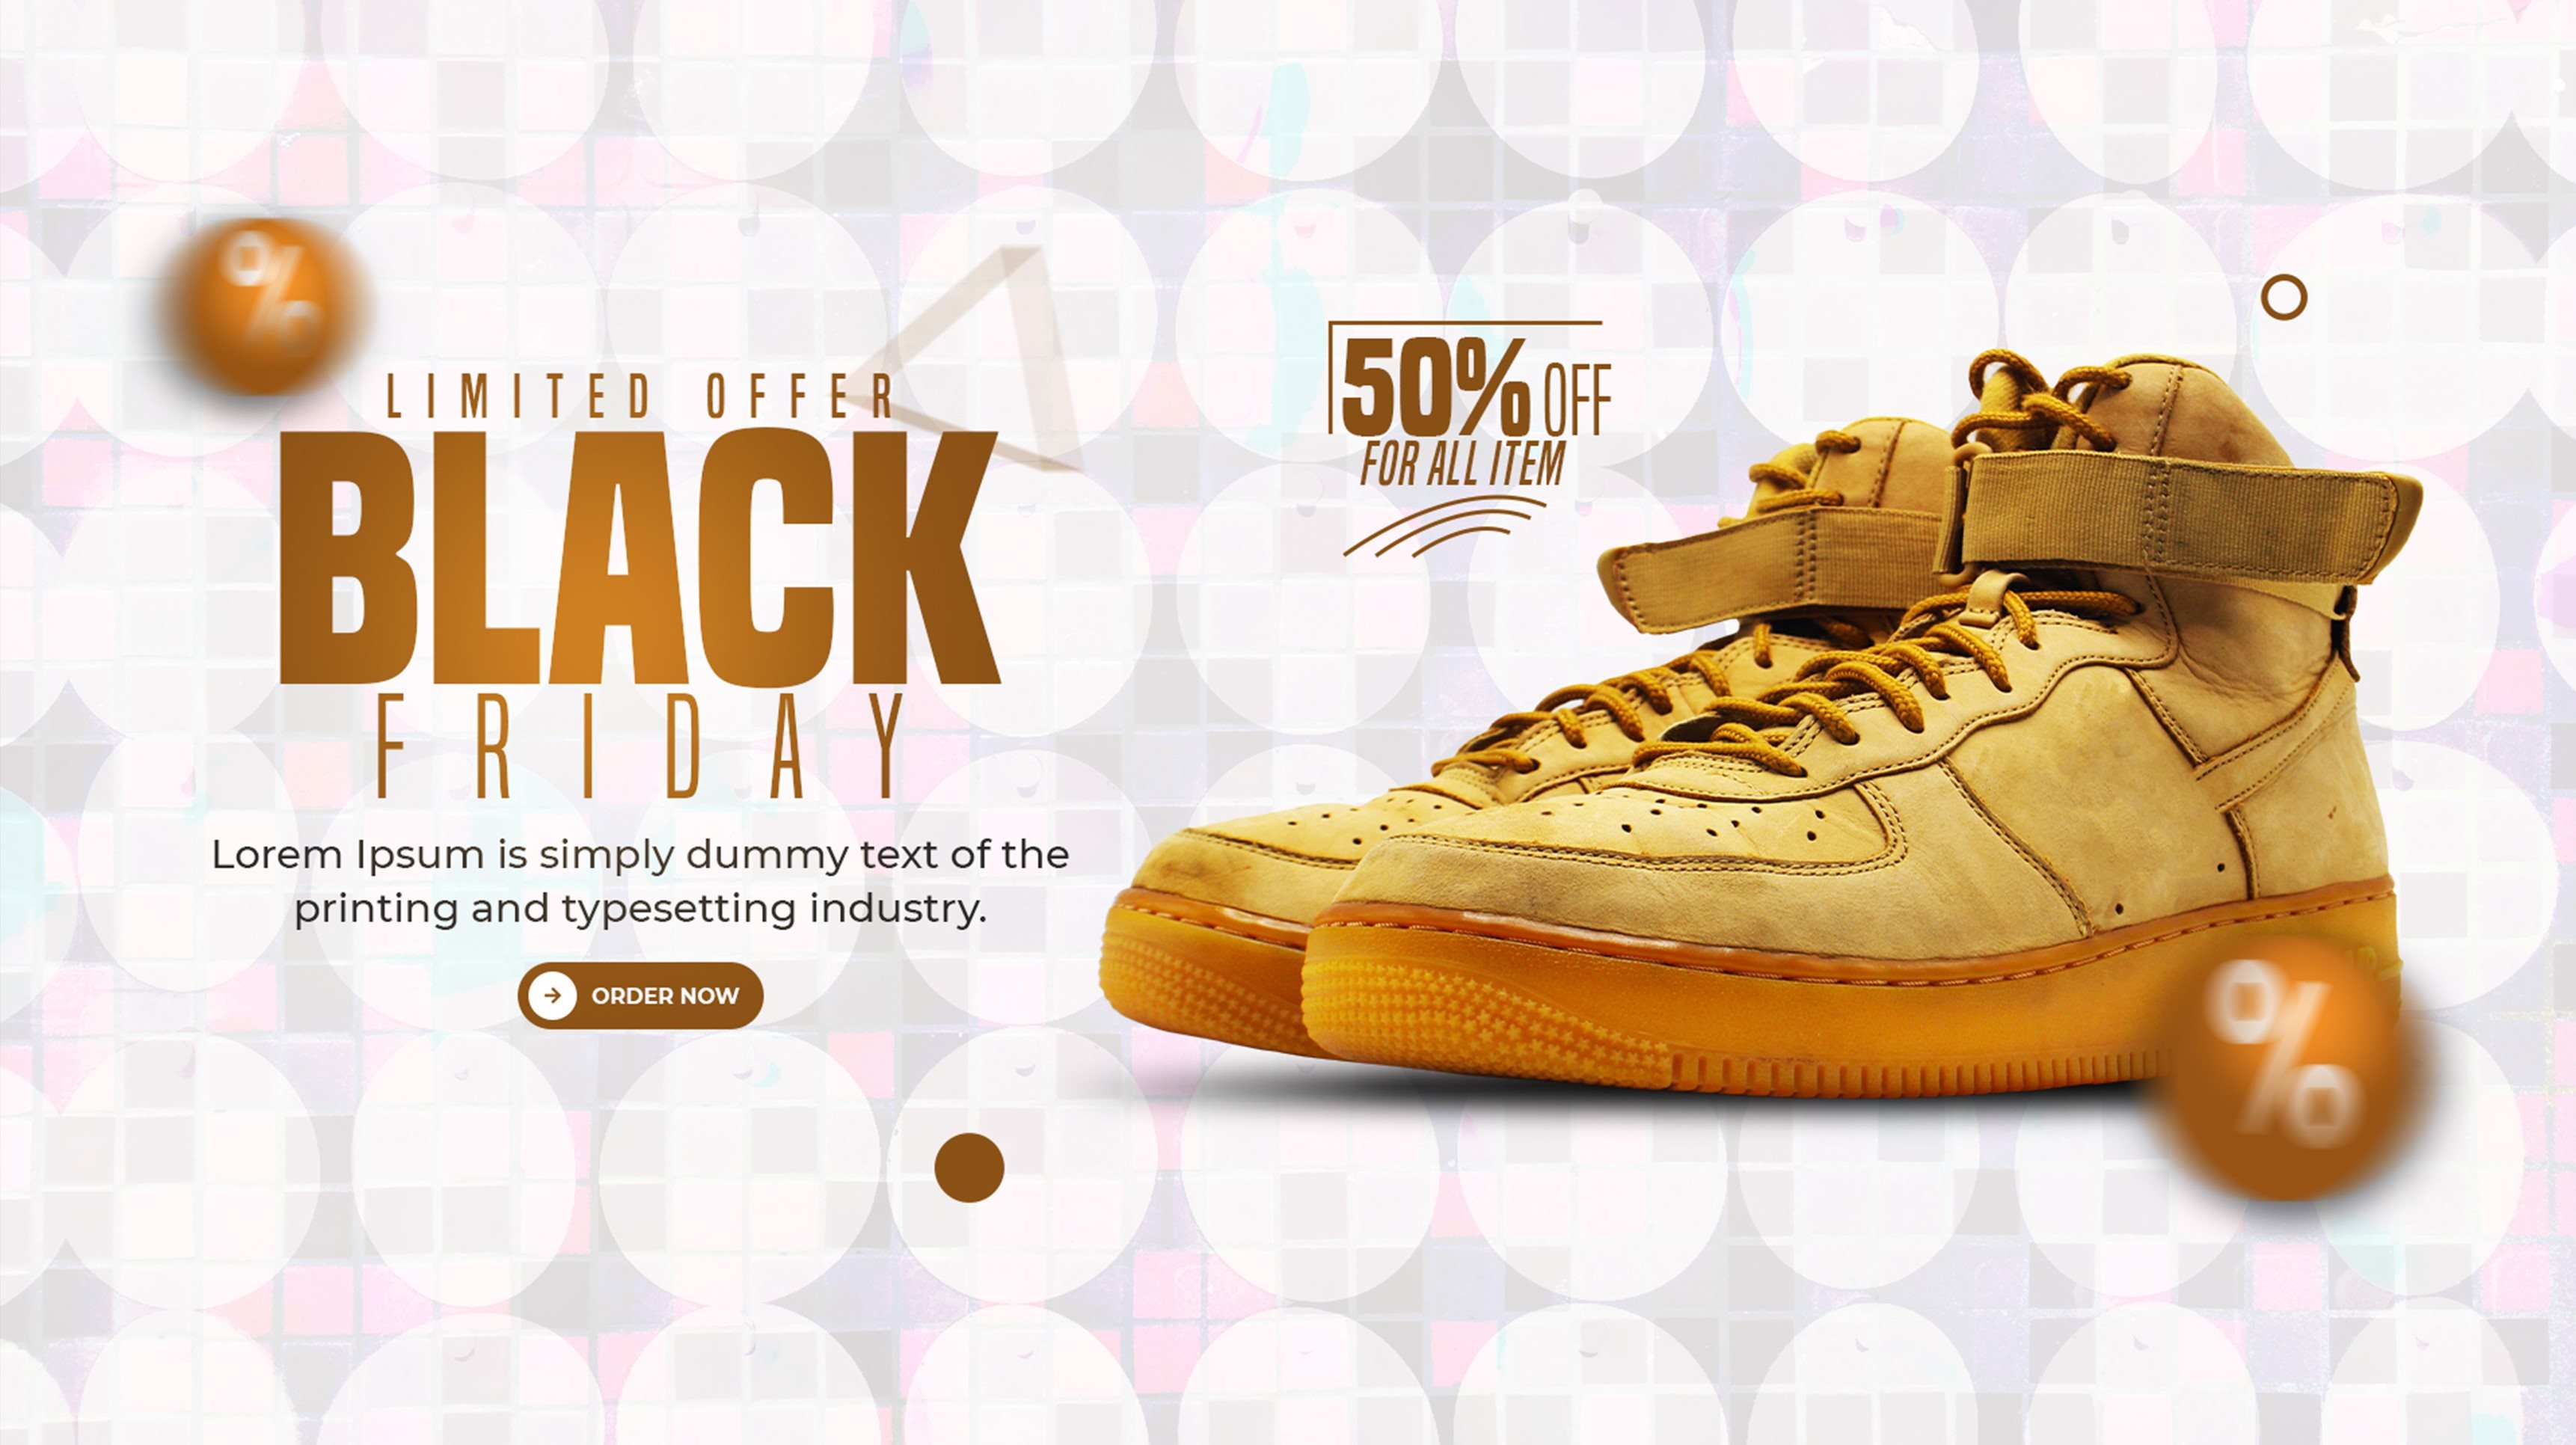 %
LIMITED OFFER
BLACK
FRIDAY
Lorem Ipsum is simply dummy text of the
printing and typesetting industry.
ORDER NOW
50% OFF
FOR ALL ITEM
%